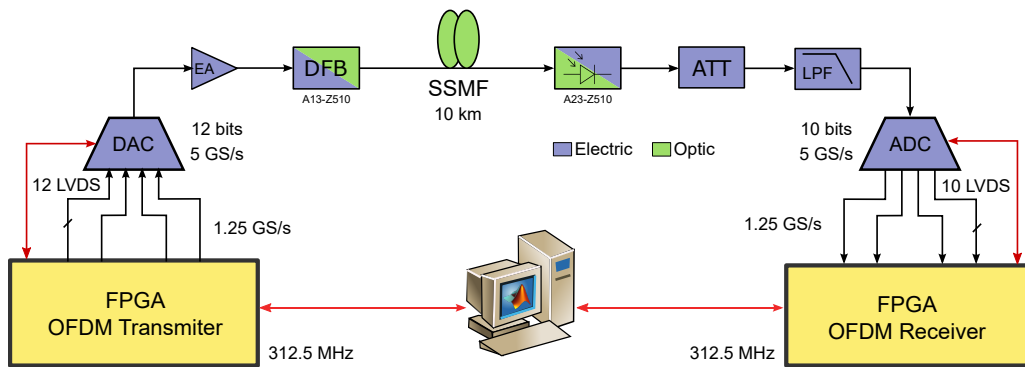 EA
DFB
A13-Z510
SSMF
10 km
A23-Z510
ATT
LPF
DAC
12 bits
5 GS/s
Electric
Optic
10 bits
5 GS/s
ADC
12 LVDS
1.25 GS/s
1.25 GS/s
10 LVDS
FPGA
OFDM Transmiter
312.5 MHz
312.5 MHz
FPGA
OFDM Receiver